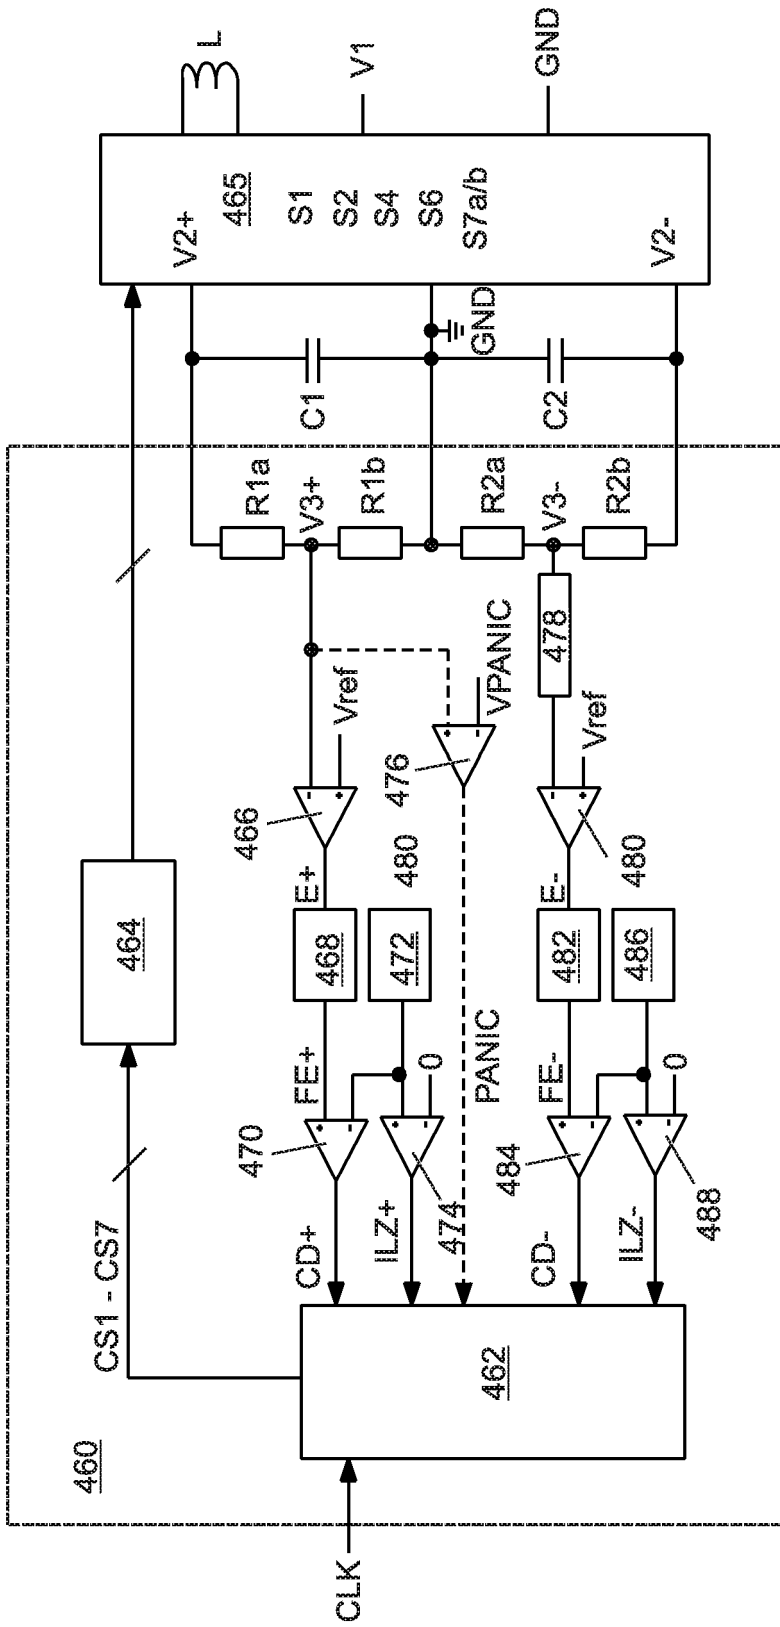 460
CLK
CS1 - CS7
462
464
CD+
ILZ+
CD-
ILZ-
470
474
484
488
FE+
0
PANIC
FE-
0
468
472
482
486
E+
480
E-
480
466
476
Vref
VPANIC
Vref
478
R1a
V3+
R1b
R2a
V3-
R2b
C1
C2
GND
V2+
465
S1
S2
S4
S6
S7a/b
V2-
L
V1
GND